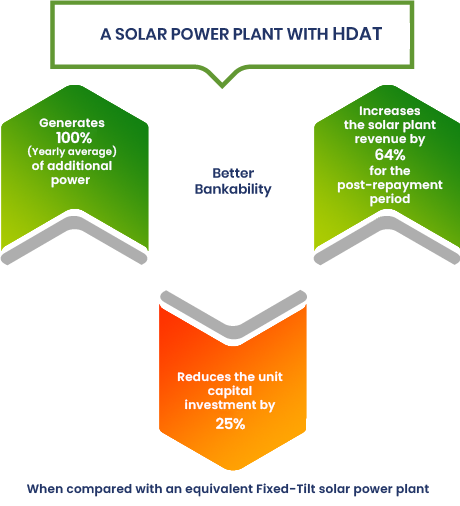 A SOLAR POWER PLANT WITH HDAT
Generates
100%
(Yearly average)
of additional
power
Better
Bankability
Increases
the solar plant
revenue by
64%
for the
post-repayment
period
Reduces the unit
capital
investment by
25%
When compared with an equivalent Fixed-Tilt solar power plant